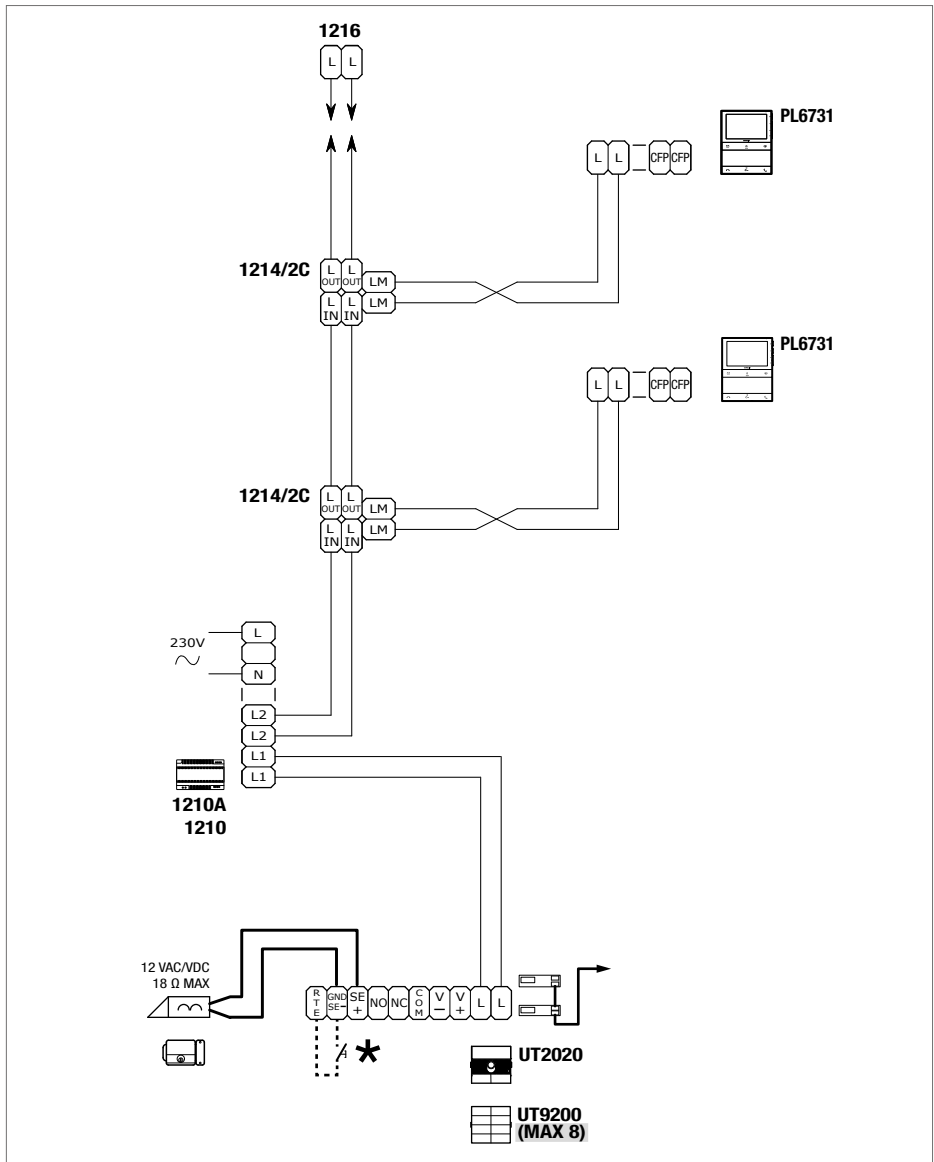 1216
L L
PL6731
L L CFP CFP
1214/2C
L OUT L OUT LM
L IN L IN LM
PL6731
L L CFP CFP
1214/2C
L OUT L OUT LM
L IN L IN LM
230V
L
N
L2
L2
L1
L1
1210A
1210
12 VAC/VDC
18 Ω MAX
RTE GND SE- SE + NO NC COM V - V + L L
*
UT2020
UT9200
(MAX 8)